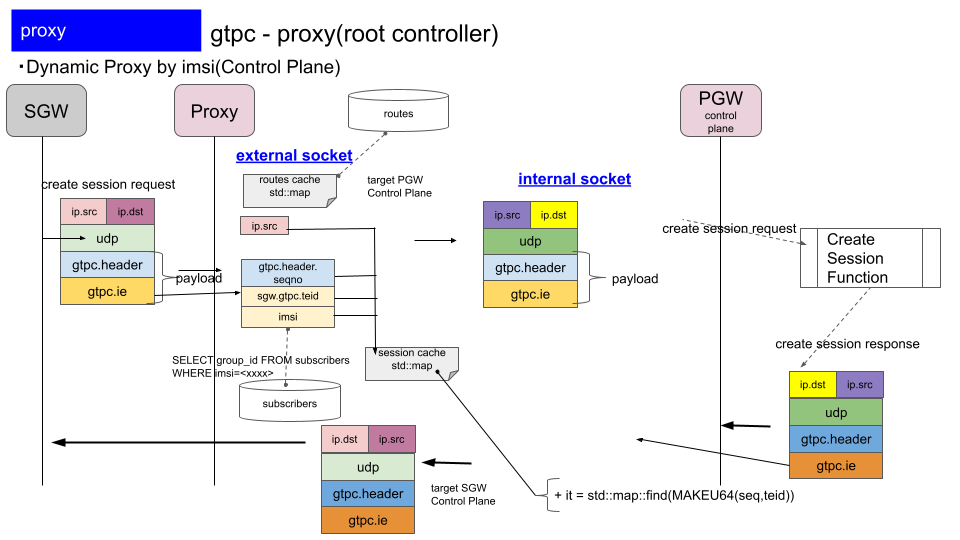 proxy
gtpc - proxy(root controller)
・Dynamic Proxy by imsi(Control Plane)
SGW
Proxy
routes
PGW
control
plane
external socket
routes cache
std::map
target PGW
Control Plane
internal socket
create session request
ip.src
ip.dst
udp
gtpc.header
gtpc.ie
payload
ip.src
gtpc.header.
seqno
sgw.gtpc.teid
imsi
ip.src
ip.dst
udp
gtpc.header
gtpc.ie
payload
create session request
Create
Session
Function
SELECT group_id FROM subscribers
WHERE imsi=<xxxx>
subscribers
session cache
std::map
create session response
ip.dst
ip.src
udp
gtpc.header
gtpc.ie
ip.dst
ip.src
udp
gtpc.header
gtpc.ie
target SGW
Control Plane
+ it = std::map::find(MAKEU64(seq,teid))